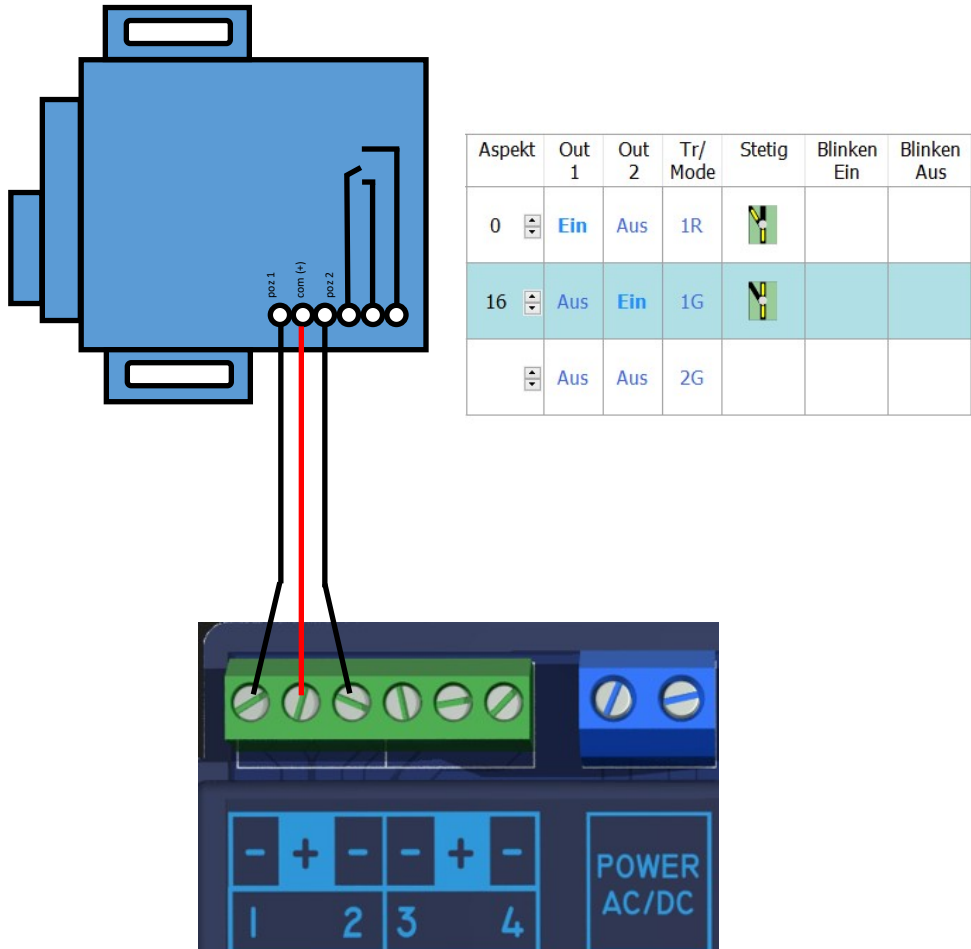 poz 1
com (+)
poz 2
Aspekt Out 1 Out 2 Tr/ Mode Stetig Blinken Ein Blinken Aus
0 Ein Aus 1R
16 Aus Ein 1G
Aus Aus 2G
- + - - + -
1 2 3 4
POWER
AC/DC